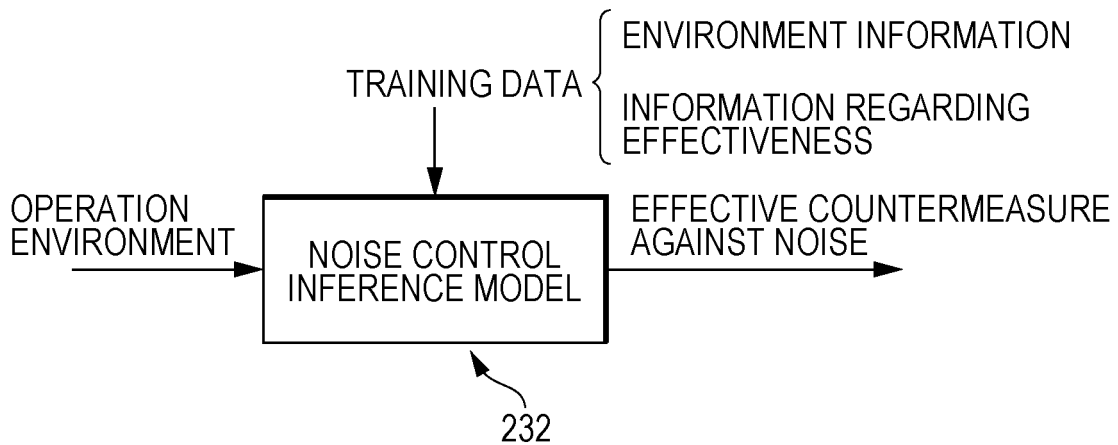 ENVIRONMENT INFORMATION
TRAINING DATA
INFORMATION REGARDING
EFFECTIVENESS
OPERATION
ENVIRONMENT
NOISE CONTROL
INFERENCE MODEL
EFFECTIVE COUNTERMEASURE
AGAINST NOISE
232